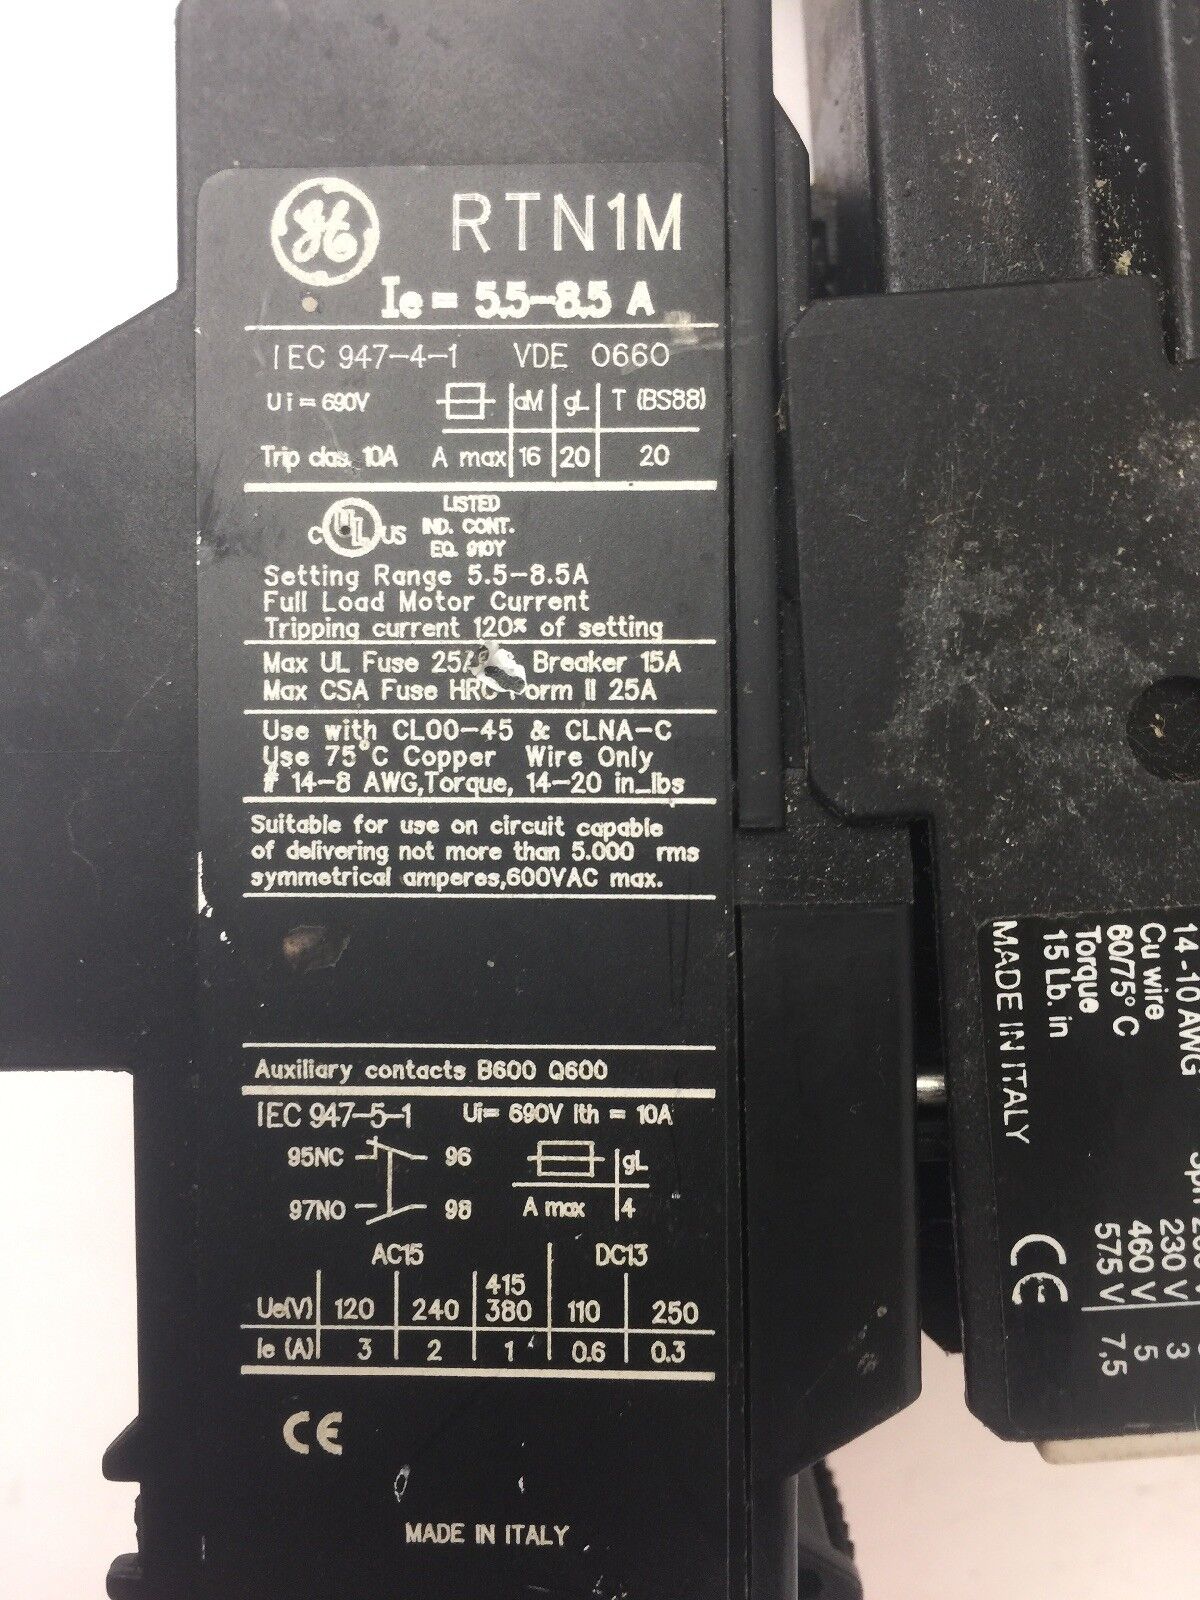 GE RTN1M
Ie = 5.5-8.5 A
IEC 947-4-1 VDE 0660
Ui = 690V aM gL T (BS88)
Trip clas. 10A A max 16 20 20
C UL US LISTED
IND. CONT.
EQ. 910Y
Setting Range 5.5-8.5A
Full Load Motor Current
Tripping current 120% of setting
Max UL Fuse Breaker 15A
Max CSA Fuse HRC Form II 25A
Use with CL00-45 & CLNA-C
Use 75°C Copper Wire Only
# 14-8 AWG,Torque, 14-20 in_lbs
Suitable for use on circuit capable
of delivering not more than 5.000 rms
symmetrical amperes,600VAC max.
Auxiliary contacts B600 Q600
IEC 947-5-1 Ui= 690V Ith = 10A
95NC 96 gL
97NO 98 A max 4
AC15 DC13
415
Ue(V) 120 240 380 110 250
Ie (A) 3 2 1 0.6 0.3
CE
MADE IN ITALY
14-10 AWG
Cu wire
60/75°C
Torque
15 Lb. in
MADE IN ITALY
230 V 3
460 V 5
575 V 7,5
CE